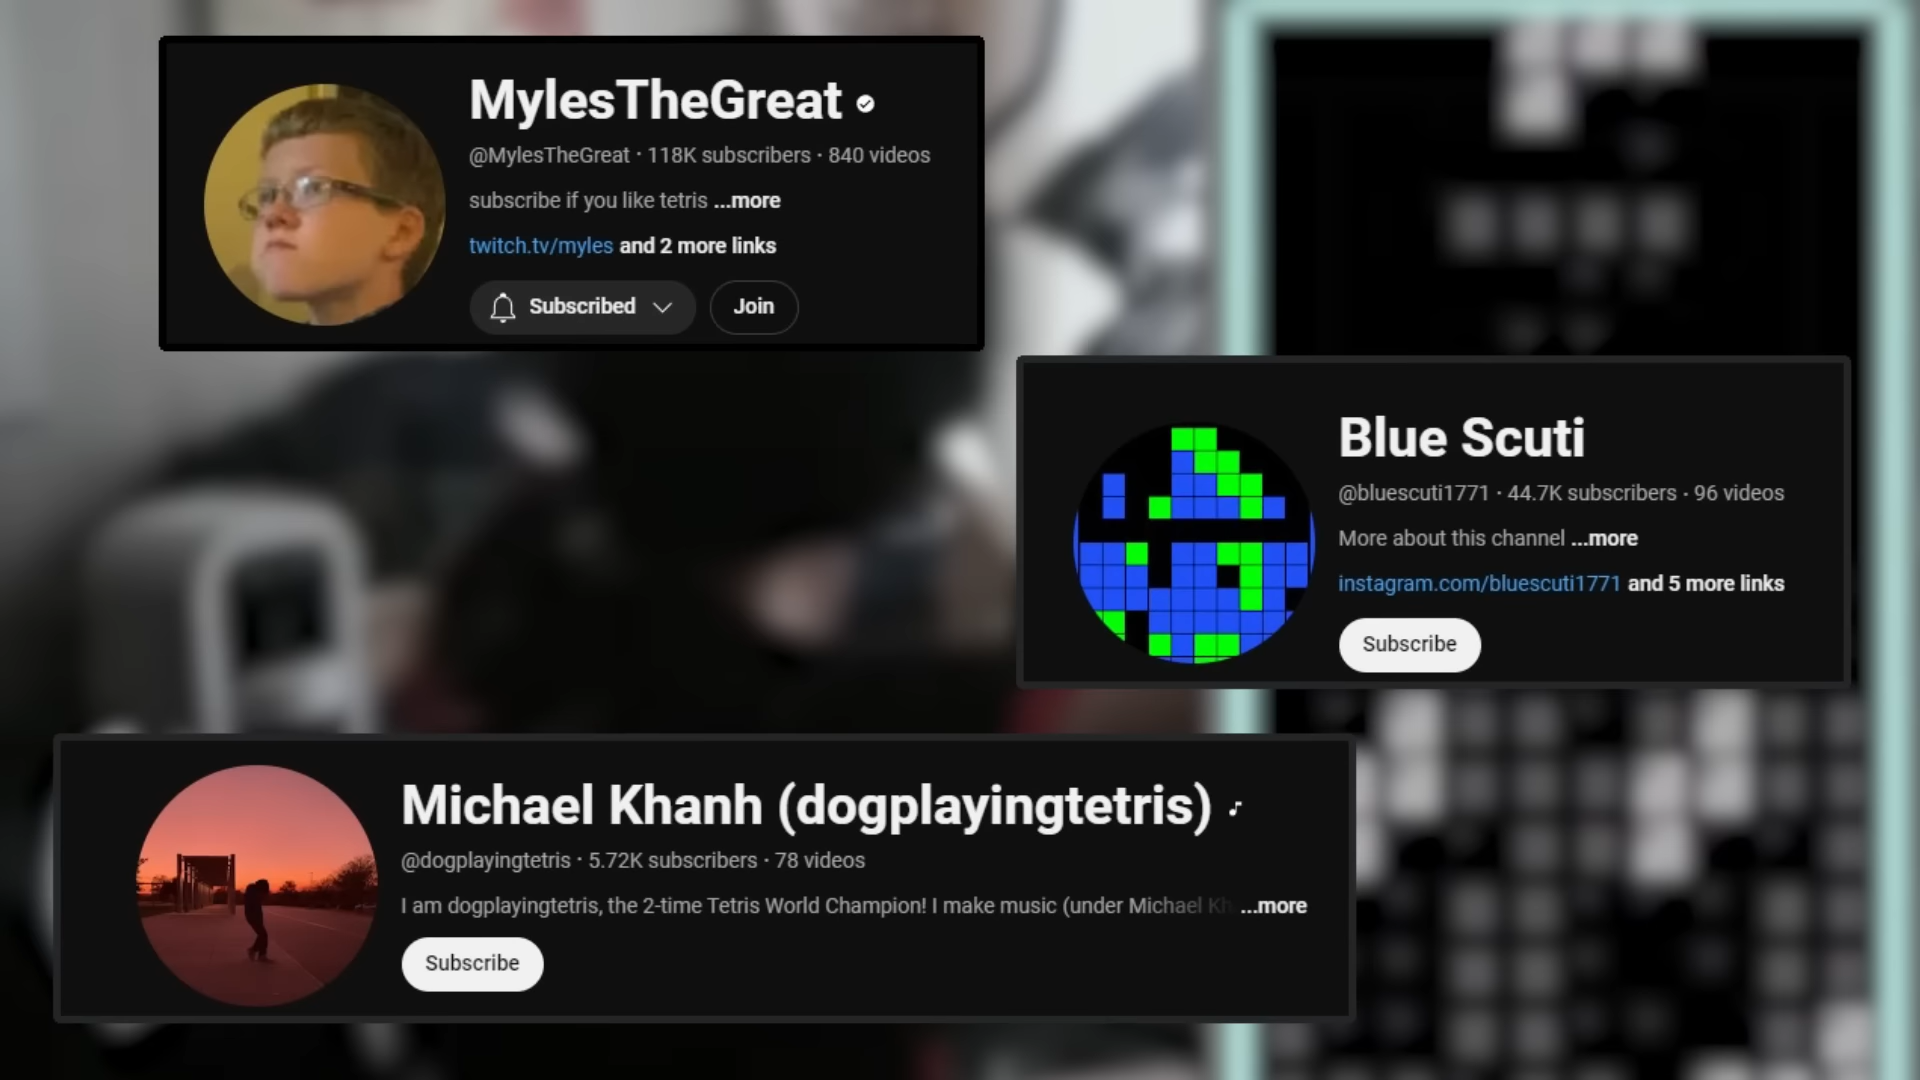 MylesTheGreat
@MylesTheGreat · 118K subscribers · 840 videos
subscribe if you like tetris ...more
twitch.tv/myles and 2 more links
Subscribed
Join
Blue Scuti
@bluescuti1771 · 44.7K subscribers · 96 videos
More about this channel ...more
instagram.com/bluescuti1771 and 5 more links
Subscribe
Michael Khanh (dogplayingtetris)
@dogplayingtetris · 5.72K subscribers · 78 videos
I am dogplayingtetris, the 2-time Tetris World Champion! I make music (under Michael Kh ...more
Subscribe